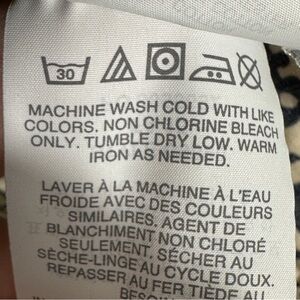 30
MACHINE WASH COLD WITH LIKE
COLORS. NON CHLORINE BLEACH
ONLY. TUMBLE DRY LOW. WARM
IRON AS NEEDED.
LAVER À LA MACHINE À L'EAU
FROIDE AVEC DES COULEURS
SIMILAIRES. AGENT DE
BLANCHIMENT NON CHLORÉ
SEULEMENT. SÉCHER AU
SÈCHE-LINGE AU CYCLE DOUX.
REPASSER AU FER TIÈDE AU
BESOIN.